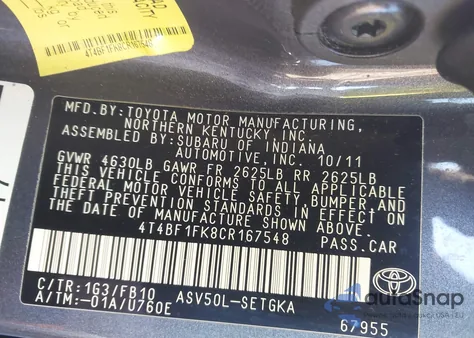 4T4BF1FK8CR167548
MFD.BY: TOYOTA MOTOR MANUFACTURING,
NORTHERN KENTUCKY, INC.
ASSEMBLED BY: SUBARU OF INDIANA
AUTOMOTIVE, INC. 10/11
GVWR 4630LB GAWR FR 2625LB RR 2625LB
THIS VEHICLE CONFORMS TO ALL APPLICABLE
FEDERAL MOTOR VEHICLE SAFETY, BUMPER, AND
THEFT PREVENTION STANDARDS IN EFFECT ON
THE DATE OF MANUFACTURE SHOWN ABOVE.
4T4BF1FK8CR167548 PASS.CAR
C/TR: 1G3/FB10 ASV50L-SETGKA
A/TM:-01A/U760E
TOYOTA
autoSnap
67955